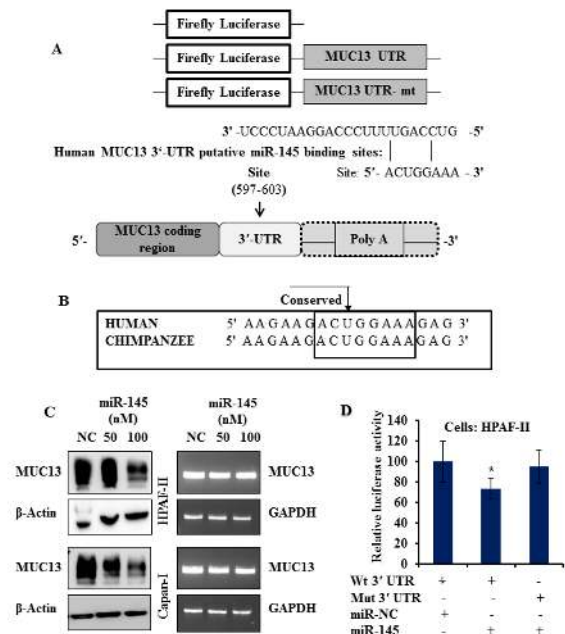 A
Firefly Luciferase
Firefly Luciferase MUC13 UTR
Firefly Luciferase MUC13 UTR- mt
3'-UCCCUAAGGACCCUUUUGACCUG -5'
Human MUC13 3'-UTR putative miR-145 binding sites:
Site: 5'- ACUGGAAA - 3'
Site
(597-603)
5'- MUC13 coding region 3'-UTR Poly A -3'
B
Conserved
HUMAN 5' AAGAAGACUGGAAAGAG 3'
CHIMPANZEE 5' AAGAAGACUGGAAAGAG 3'
C
miR-145
(nM)
NC 50 100
MUC13
β-Actin
HPAF-II
MUC13
β-Actin
Capan-I
miR-145
(nM)
NC 50 100
MUC13
GAPDH
MUC13
GAPDH
D
Cells: HPAF-II
Relative luciferase activity
140
120
100
80
60
40
20
0
*
Wt 3' UTR + + -
Mut 3' UTR - - +
miR-NC + - -
miR-145 - + +